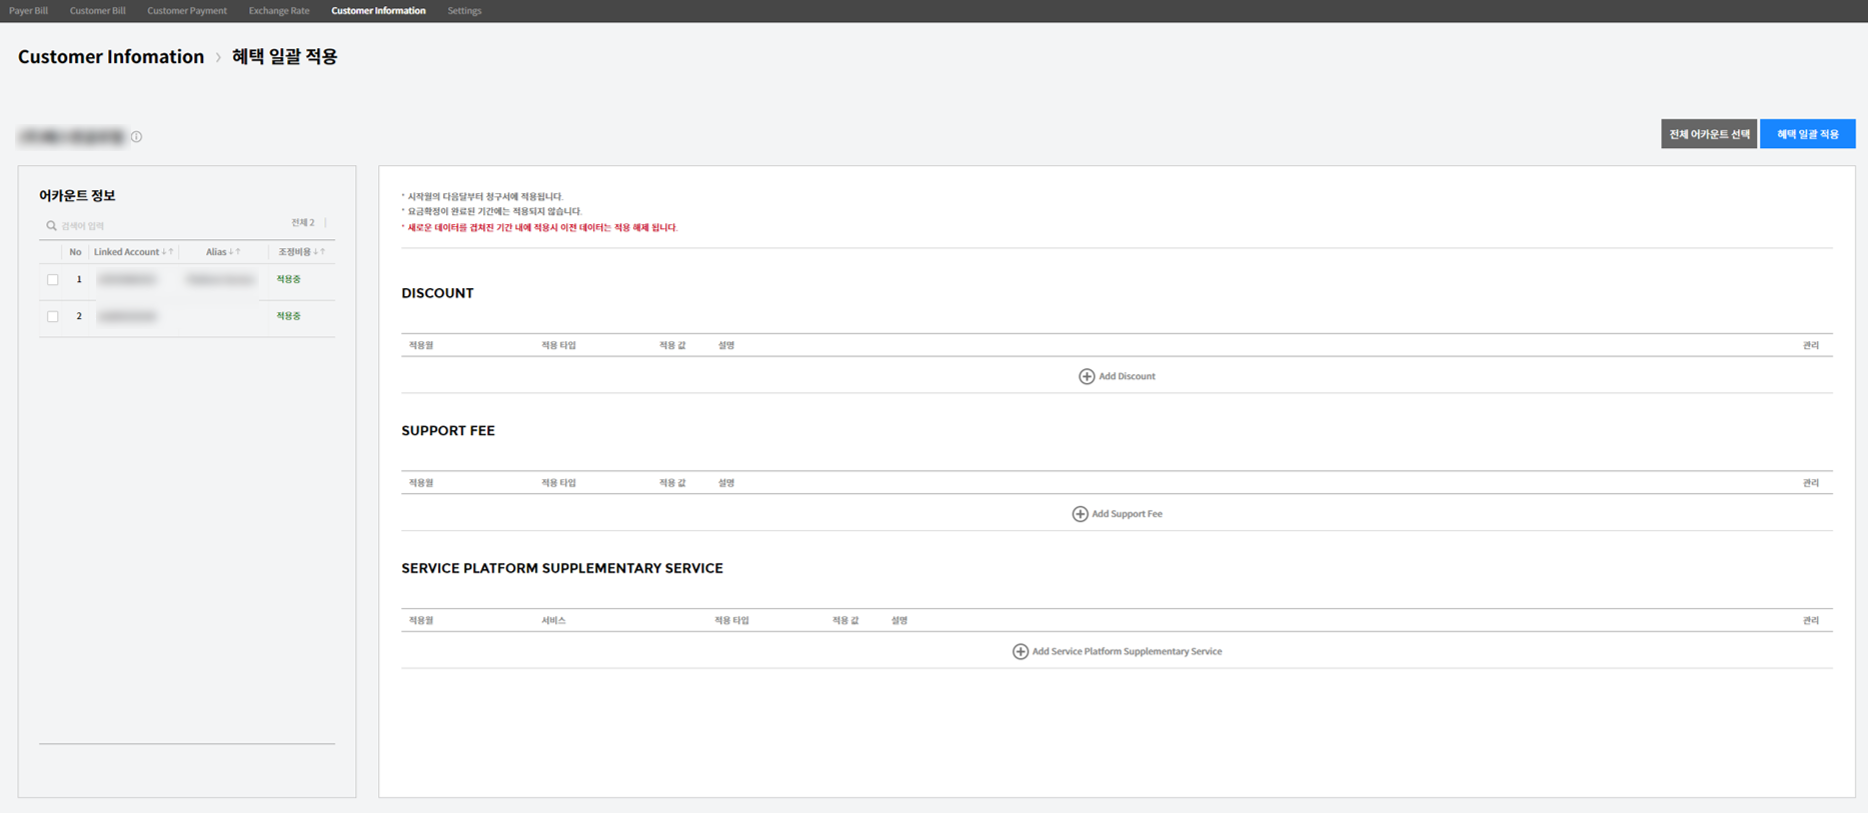 Payer Bill Customer Bill Customer Payment Exchange Rate Customer Information Settings
Customer Infomation > 혜택 일괄 적용
전체 어카운트 선택 혜택 일괄 적용
어카운트 정보
검색어 입력 전체 2
No Linked Account ↓↑ Alias ↓↑ 조정비용 ↓↑
1 적용중
2 적용중
* 시작월의 다음달부터 청구서에 적용됩니다.
* 요금확정이 완료된 기간에는 적용되지 않습니다.
* 새로운 데이터를 겹쳐진 기간 내에 적용시 이전 데이터는 적용 해제 됩니다.
DISCOUNT
적용월 적용 타입 적용 값 설명 관리
Add Discount
SUPPORT FEE
적용월 적용 타입 적용 값 설명 관리
Add Support Fee
SERVICE PLATFORM SUPPLEMENTARY SERVICE
적용월 서비스 적용 타입 적용 값 설명 관리
Add Service Platform Supplementary Service